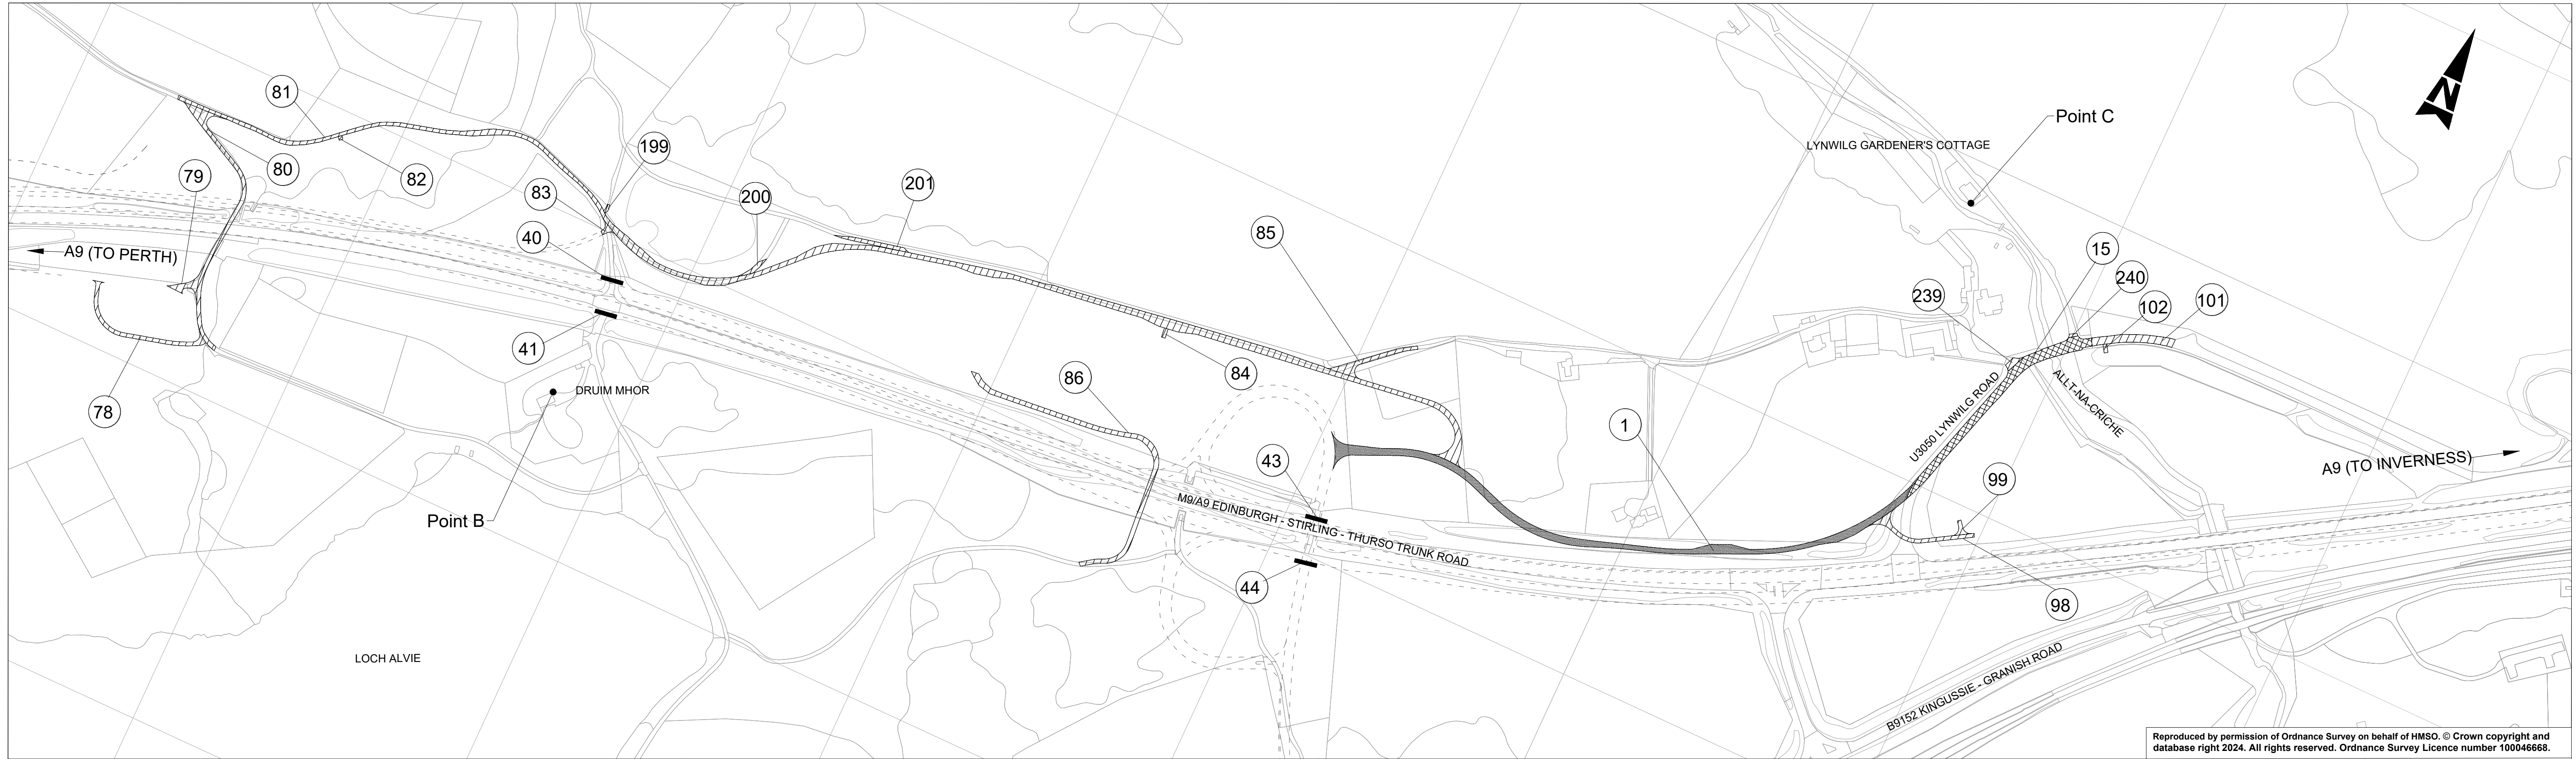 81
80
82
79
83
199
200
201
40
41
A9 (TO PERTH)
78
DRUIM MHOR
Point B
LOCH ALVIE
86
84
85
43
44
M9/A9 EDINBURGH - STIRLING - THURSO TRUNK ROAD
1
Point C
LYNWILG GARDENER'S COTTAGE
N
15
240
239
102
101
U3050 LYNWILG ROAD
ALLT-NA-CRICHE
99
98
A9 (TO INVERNESS)
B9152 KINGUSSIE - GRANISH ROAD
Reproduced by permission of Ordnance Survey on behalf of HMSO. © Crown copyright and
database right 2024. All rights reserved. Ordnance Survey Licence number 100046668.